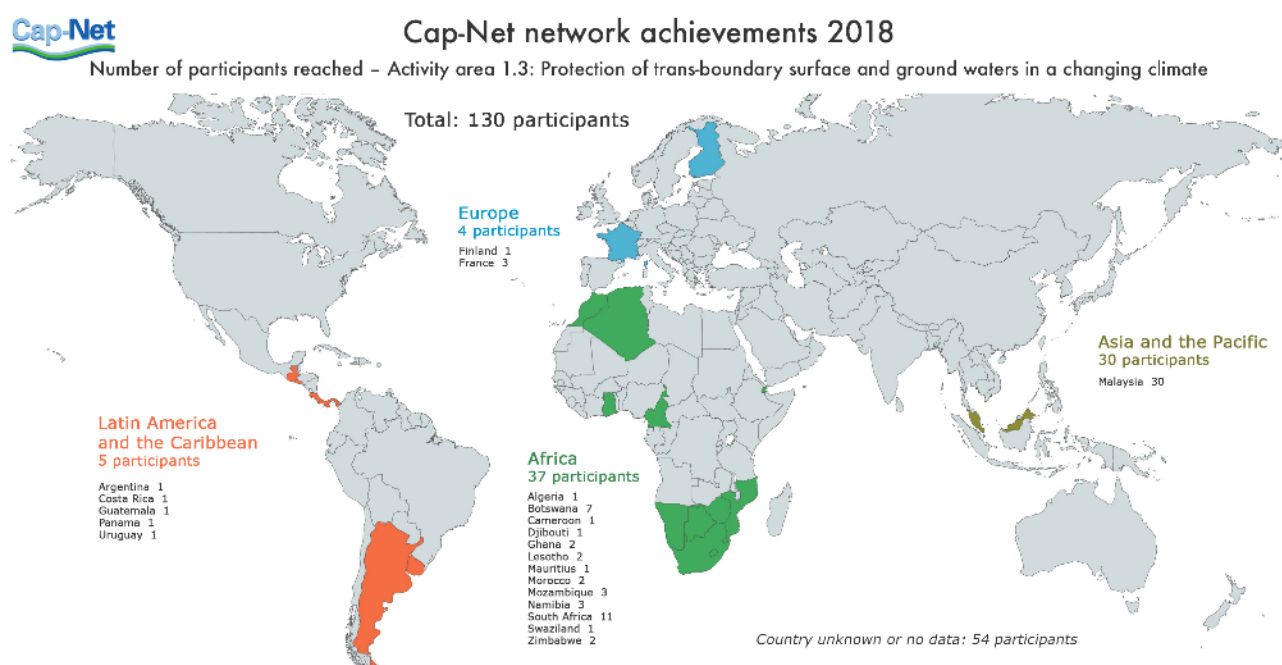 Cap-Net
Cap-Net network achievements 2018
Number of participants reached – Activity area 1.3: Protection of trans-boundary surface and ground waters in a changing climate
Total: 130 participants
Europe
4 participants
Finland 1
France 3
Asia and the Pacific
30 participants
Malaysia 30
Latin America
and the Caribbean
5 participants
Argentina 1
Costa Rica 1
Guatemala 1
Panama 1
Uruguay 1
Africa
37 participants
Algeria 1
Botswana 7
Cameroon 1
Djibouti 1
Ghana 2
Lesotho 2
Mauritius 1
Morocco 2
Mozambique 3
Namibia 3
South Africa 11
Swaziland 1
Zimbabwe 2
Country unknown or no data: 54 participants